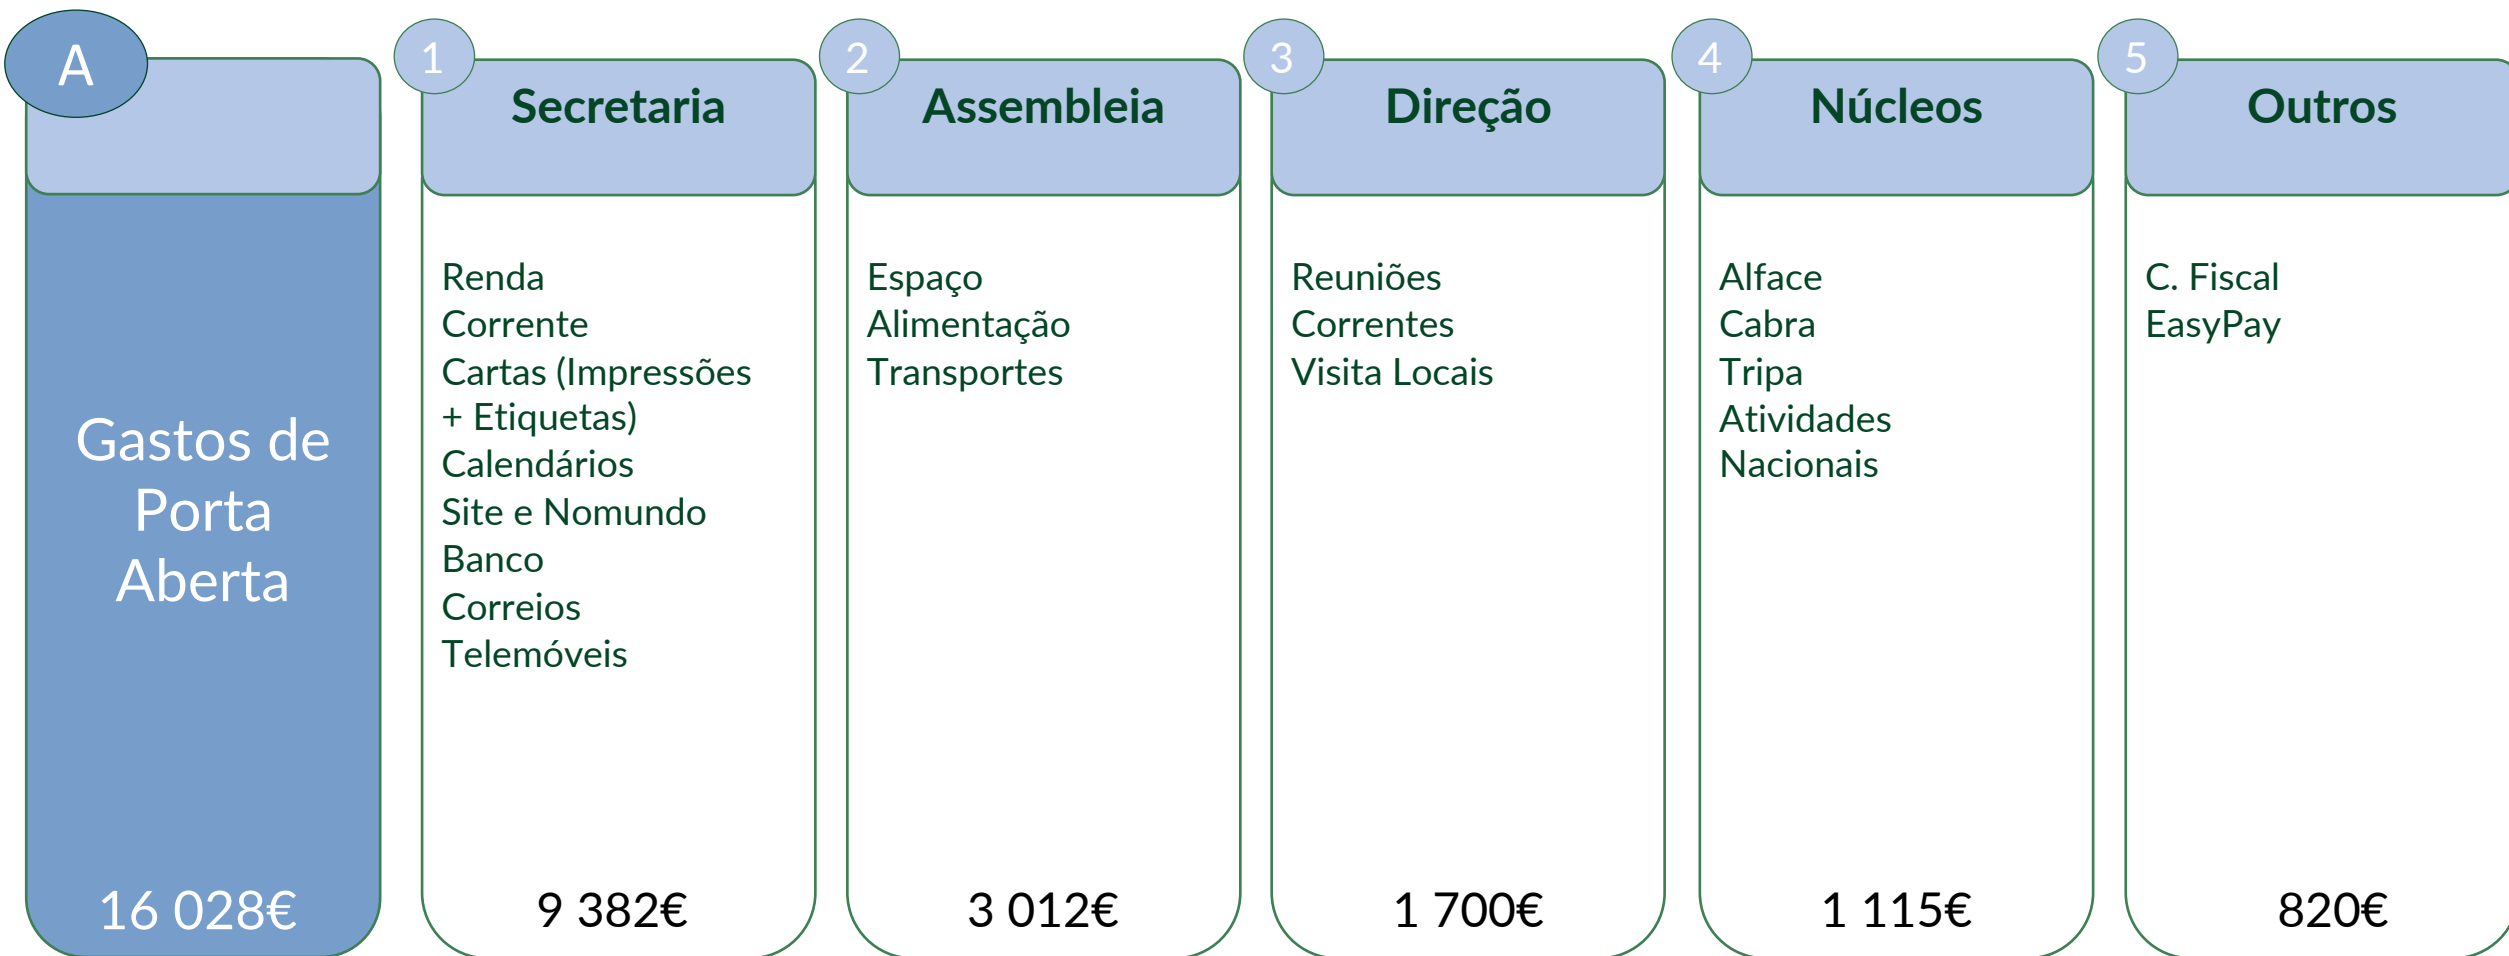 A
Gastos de
Porta
Aberta
16 028€
1
Secretaria
Renda
Corrente
Cartas (Impressões
+ Etiquetas)
Calendários
Site e Nomundo
Banco
Correios
Telemóveis
9 382€
2
Assembleia
Espaço
Alimentação
Transportes
3 012€
3
Direção
Reuniões
Correntes
Visita Locais
1 700€
4
Núcleos
Alface
Cabra
Tripa
Atividades
Nacionais
1 115€
5
Outros
C. Fiscal
EasyPay
820€